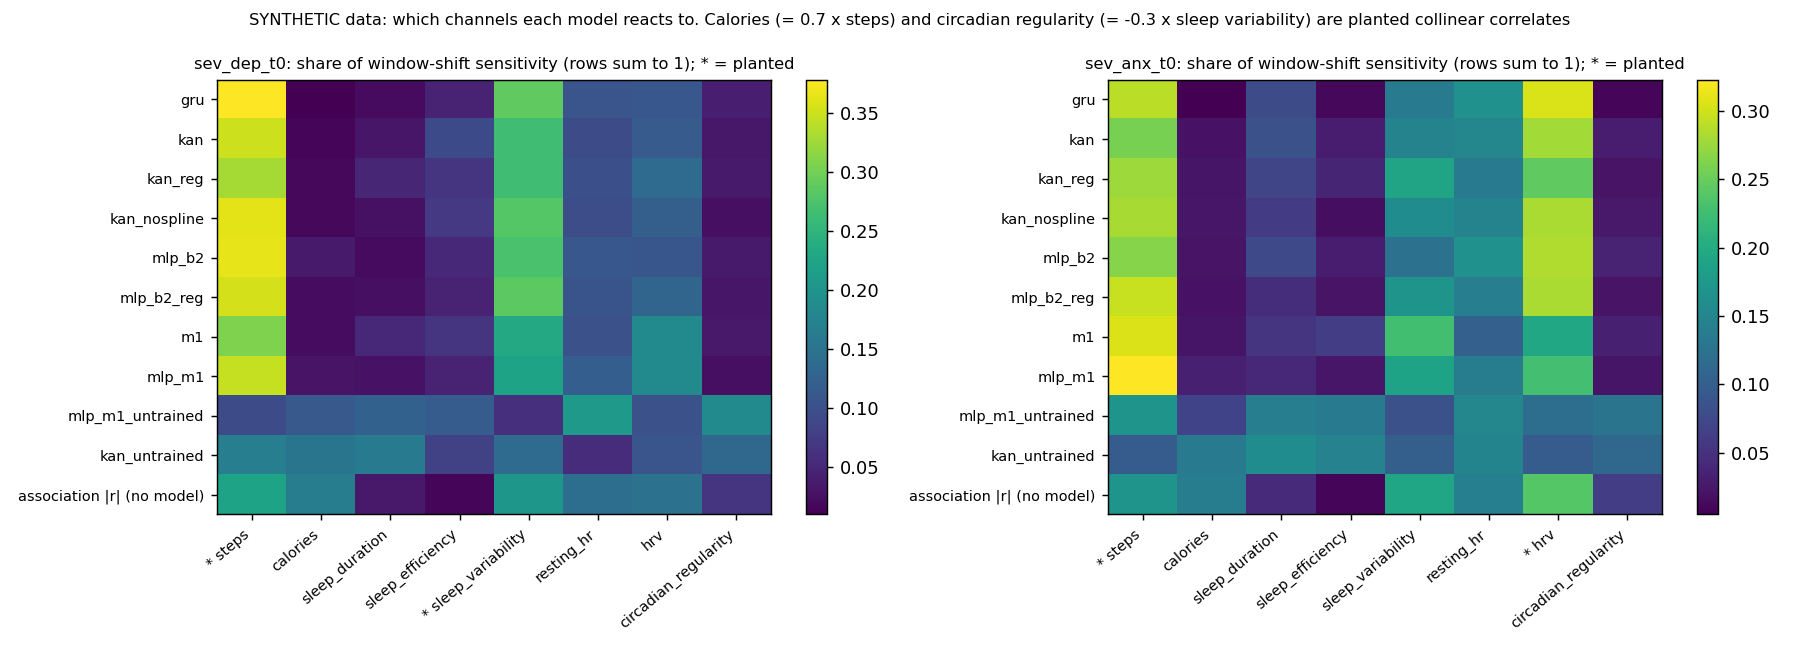 SYNTHETIC data: which channels each model reacts to. Calories (= 0.7 x steps) and circadian regularity (= -0.3 x sleep variability) are planted collinear correlates
sev_dep_t0: share of window-shift sensitivity (rows sum to 1); * = planted
gru
kan
kan_reg
kan_nospline
mlp_b2
mlp_b2_reg
m1
mlp_m1
mlp_m1_untrained
kan_untrained
association |r| (no model)
* steps
calories
sleep_duration
sleep_efficiency
* sleep_variability
resting_hr
hrv
circadian_regularity
0.35
0.30
0.25
0.20
0.15
0.10
0.05
sev_anx_t0: share of window-shift sensitivity (rows sum to 1); * = planted
gru
kan
kan_reg
kan_nospline
mlp_b2
mlp_b2_reg
m1
mlp_m1
mlp_m1_untrained
kan_untrained
association |r| (no model)
* steps
calories
sleep_duration
sleep_efficiency
sleep_variability
resting_hr
* hrv
circadian_regularity
0.30
0.25
0.20
0.15
0.10
0.05